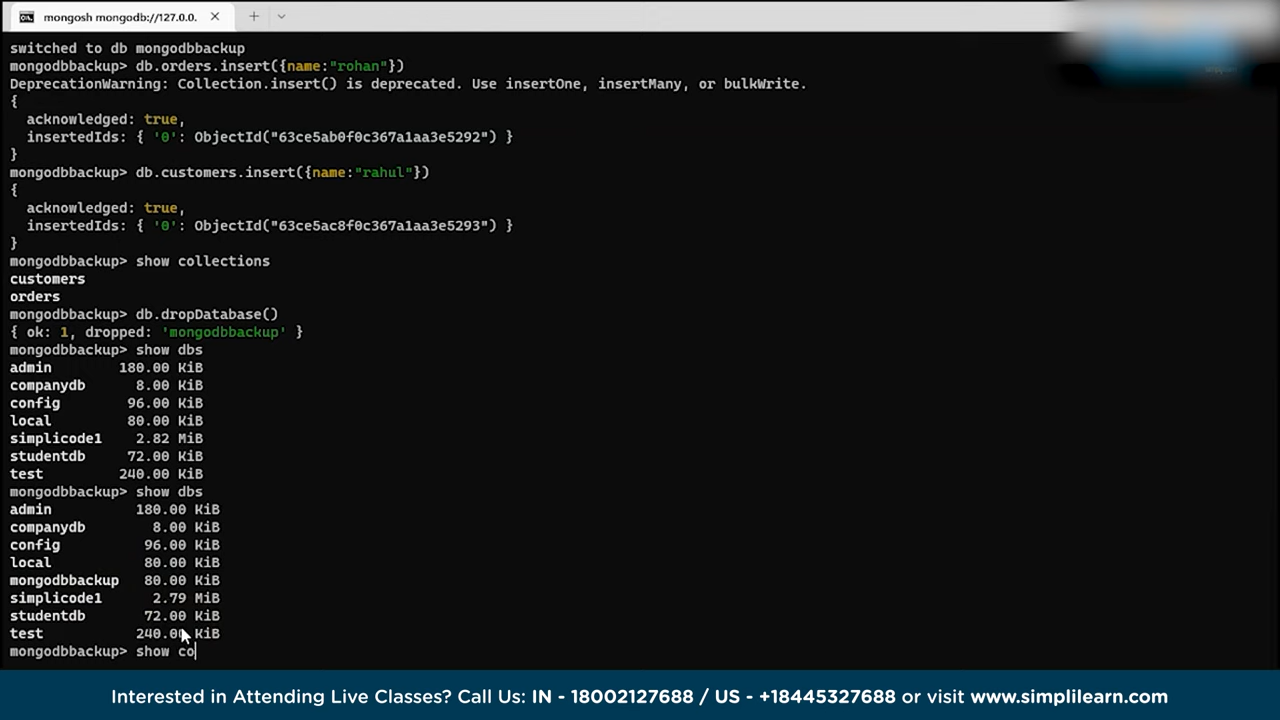 mongosh mongodb://127.0.0.
switched to db mongodbbackup
mongodbbackup> db.orders.insert({name:"rohan"})
DeprecationWarning: Collection.insert() is deprecated. Use insertOne, insertMany, or bulkWrite.
{
  acknowledged: true,
  insertedIds: { '0': ObjectId("63ce5ab0f0c367a1aa3e5292") }
}
mongodbbackup> db.customers.insert({name:"rahul"})
{
  acknowledged: true,
  insertedIds: { '0': ObjectId("63ce5ac8f0c367a1aa3e5293") }
}
mongodbbackup> show collections
customers
orders
mongodbbackup> db.dropDatabase()
{ ok: 1, dropped: 'mongodbbackup' }
mongodbbackup> show dbs
admin        180.00 KiB
companydb      8.00 KiB
config        96.00 KiB
local         80.00 KiB
simplicode1    2.82 MiB
studentdb     72.00 KiB
test         240.00 KiB
mongodbbackup> show dbs
admin          180.00 KiB
companydb        8.00 KiB
config          96.00 KiB
local           80.00 KiB
mongodbbackup   80.00 KiB
simplicode1      2.79 MiB
studentdb       72.00 KiB
test           240.00 KiB
mongodbbackup> show co
Interested in Attending Live Classes? Call Us: IN - 18002127688 / US - +18445327688 or visit www.simplilearn.com